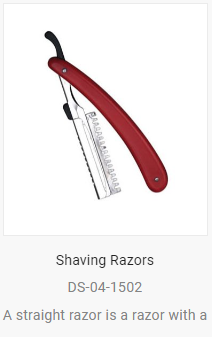 Shaving Razors
DS-04-1502
A straight razor is a razor with a